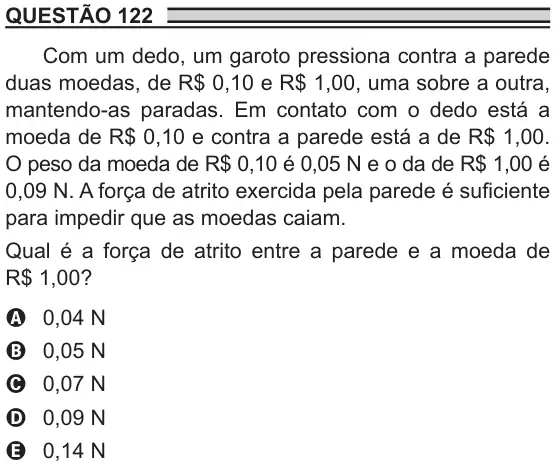 QUESTÃO 122
Com um dedo, um garoto pressiona contra a parede
duas moedas, de R$ 0,10 e R$ 1,00, uma sobre a outra,
mantendo-as paradas. Em contato com o dedo está a
moeda de R$ 0,10 e contra a parede está a de R$ 1,00.
O peso da moeda de R$ 0,10 é 0,05 N e o da de R$ 1,00 é
0,09 N. A força de atrito exercida pela parede é suficiente
para impedir que as moedas caiam.
Qual é a força de atrito entre a parede e a moeda de
R$ 1,00?
A 0,04 N
B 0,05 N
C 0,07 N
D 0,09 N
E 0,14 N